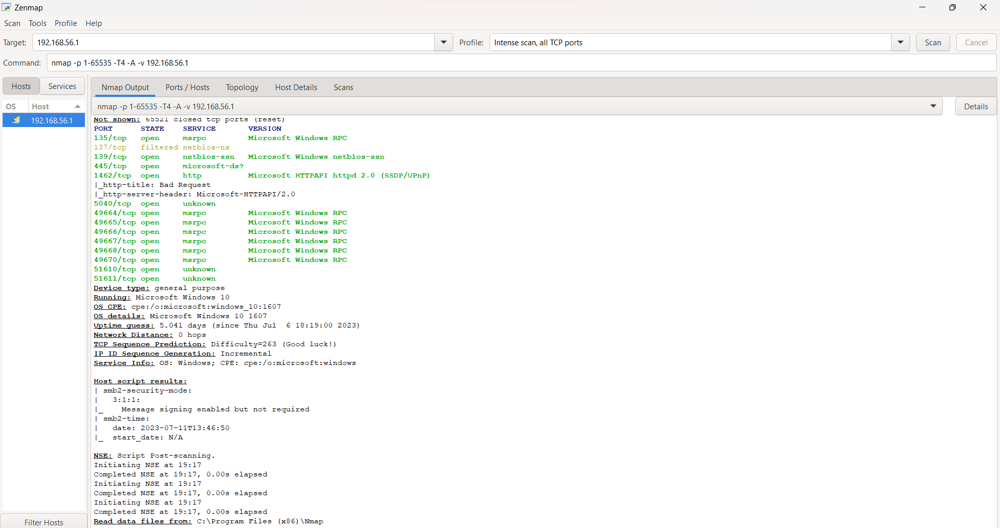 Zenmap
Scan Tools Profile Help
Target: 192.168.56.1 Profile: Intense scan, all TCP ports Scan Cancel
Command: nmap -p 1-65535 -T4 -A -v 192.168.56.1
Hosts Services
OS Host
192.168.56.1
Filter Hosts
Nmap Output Ports / Hosts Topology Host Details Scans
nmap -p 1-65535 -T4 -A -v 192.168.56.1 Details
Not shown: 65521 closed tcp ports (reset)
PORT STATE SERVICE VERSION
135/tcp open msrpc Microsoft Windows RPC
137/tcp filtered netbios-ns
139/tcp open netbios-ssn Microsoft Windows netbios-ssn
445/tcp open microsoft-ds?
1462/tcp open http Microsoft HTTPAPI httpd 2.0 (SSDP/UPnP)
|_http-title: Bad Request
|_http-server-header: Microsoft-HTTPAPI/2.0
5040/tcp open unknown
49664/tcp open msrpc Microsoft Windows RPC
49665/tcp open msrpc Microsoft Windows RPC
49666/tcp open msrpc Microsoft Windows RPC
49667/tcp open msrpc Microsoft Windows RPC
49668/tcp open msrpc Microsoft Windows RPC
49670/tcp open msrpc Microsoft Windows RPC
51610/tcp open unknown
51611/tcp open unknown
Device type: general purpose
Running: Microsoft Windows 10
OS CPE: cpe:/o:microsoft:windows_10:1607
OS details: Microsoft Windows 10 1607
Uptime guess: 5.041 days (since Thu Jul  6 18:19:00 2023)
Network Distance: 0 hops
TCP Sequence Prediction: Difficulty=263 (Good luck!)
IP ID Sequence Generation: Incremental
Service Info: OS: Windows; CPE: cpe:/o:microsoft:windows
Host script results:
| smb2-security-mode:
|   3:1:1:
|_    Message signing enabled but not required
| smb2-time:
|   date: 2023-07-11T13:46:50
|_  start_date: N/A
NSE: Script Post-scanning.
Initiating NSE at 19:17
Completed NSE at 19:17, 0.00s elapsed
Initiating NSE at 19:17
Completed NSE at 19:17, 0.00s elapsed
Initiating NSE at 19:17
Completed NSE at 19:17, 0.00s elapsed
Read data files from: C:\Program Files (x86)\Nmap